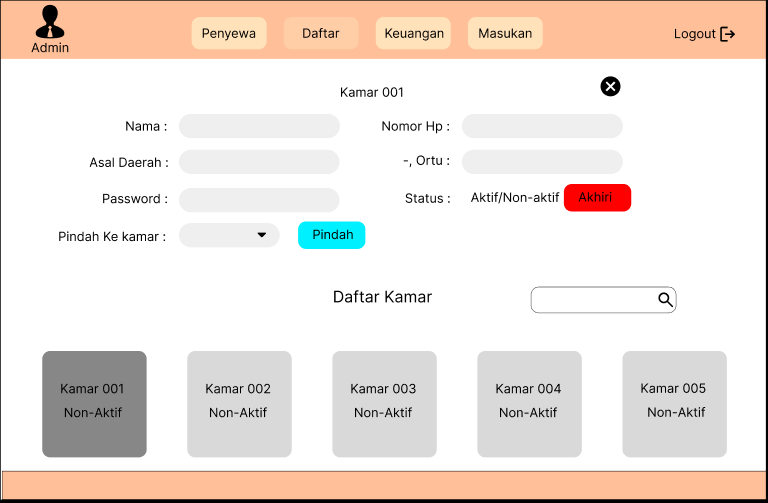 Admin
Penyewa
Daftar
Keuangan
Masukan
Logout
Kamar 001
Nama :
Nomor Hp :
Asal Daerah :
-, Ortu :
Password :
Status :
Aktif/Non-aktif
Akhiri
Pindah Ke kamar :
Pindah
Daftar Kamar
Kamar 001
Non-Aktif
Kamar 002
Non-Aktif
Kamar 003
Non-Aktif
Kamar 004
Non-Aktif
Kamar 005
Non-Aktif